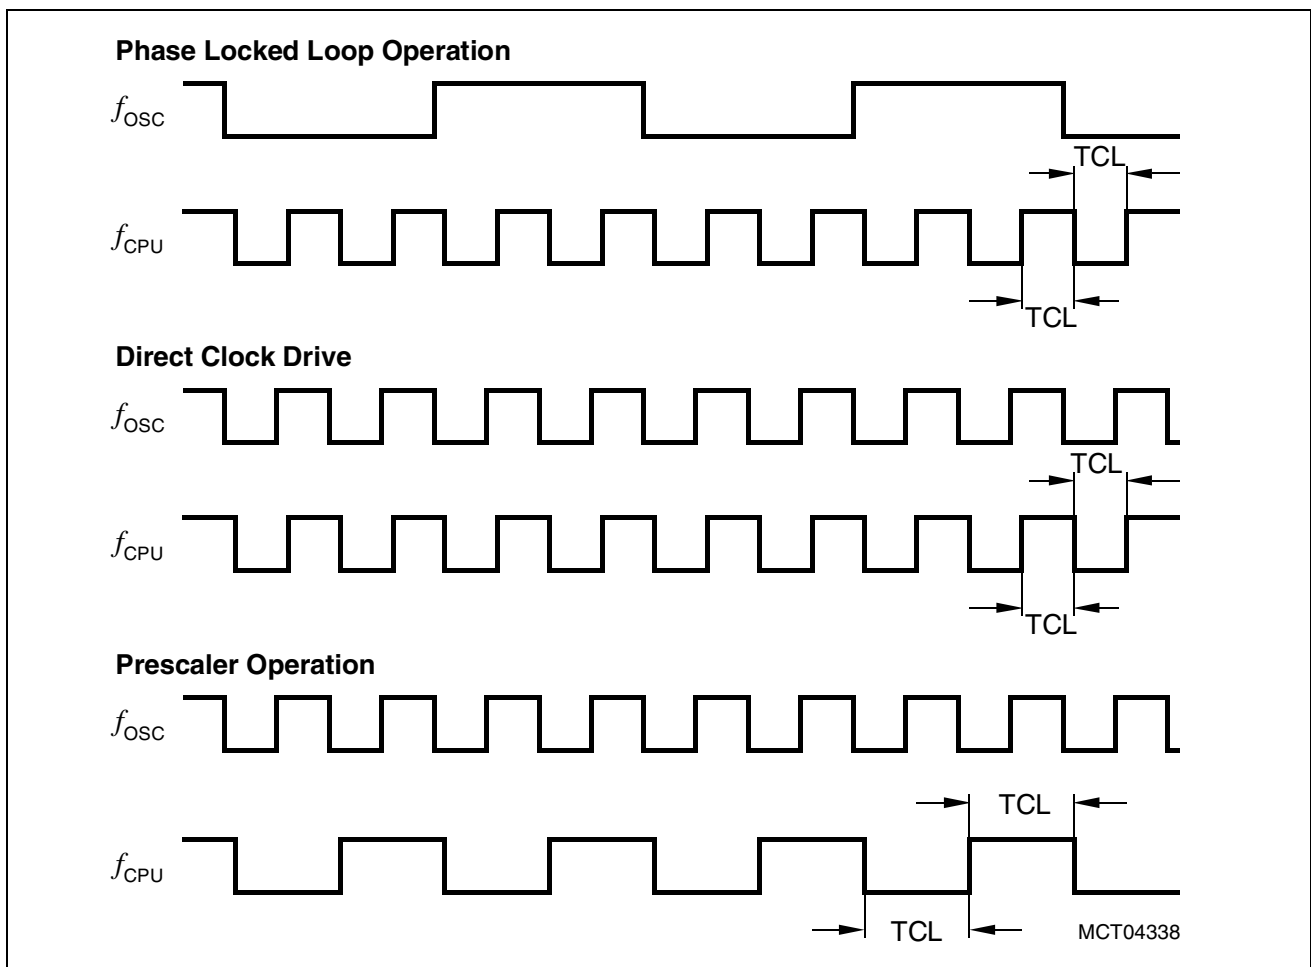 Phase Locked Loop Operation
fOSC
TCL
fCPU
TCL
Direct Clock Drive
fOSC
TCL
fCPU
TCL
Prescaler Operation
fOSC
TCL
fCPU
TCL
MCT04338